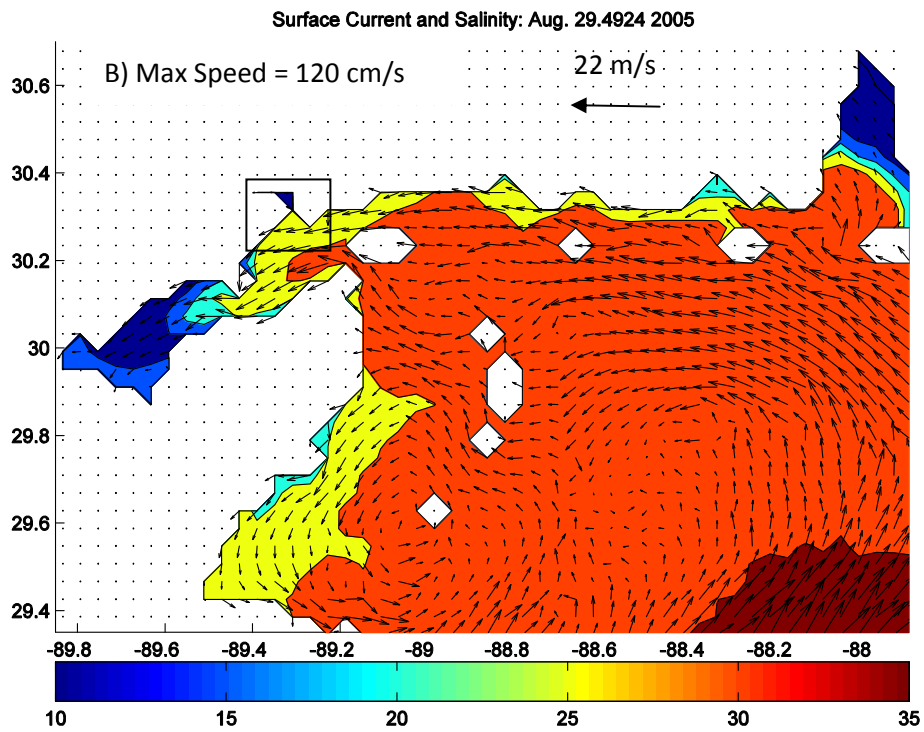 Surface Current and Salinity: Aug. 29.4924 2005
B) Max Speed = 120 cm/s
22 m/s
30.6
30.4
30.2
30
29.8
29.6
29.4
-89.8 -89.6 -89.4 -89.2 -89 -88.8 -88.6 -88.4 -88.2 -88
10 15 20 25 30 35